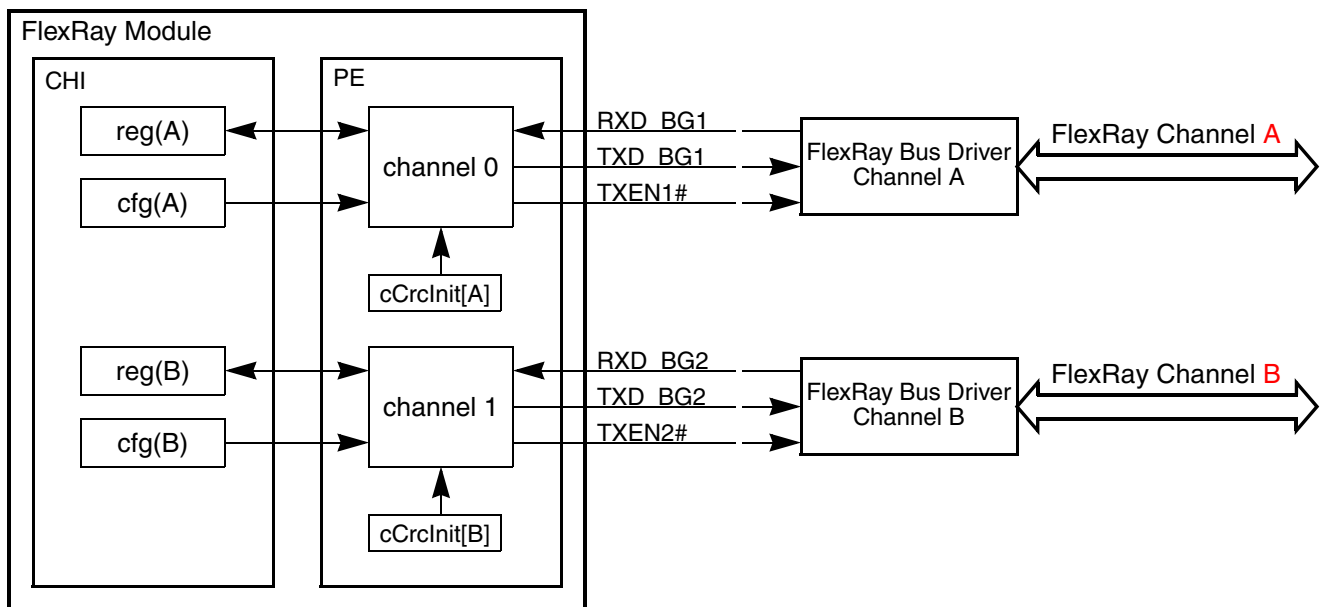 FlexRay Module
CHI
PE
reg(A)
cfg(A)
channel 0
cCrcInit[A]
RXD_BG1
TXD_BG1
TXEN1#
FlexRay Bus Driver
Channel A
FlexRay Channel A
reg(B)
cfg(B)
channel 1
cCrcInit[B]
RXD_BG2
TXD_BG2
TXEN2#
FlexRay Bus Driver
Channel B
FlexRay Channel B